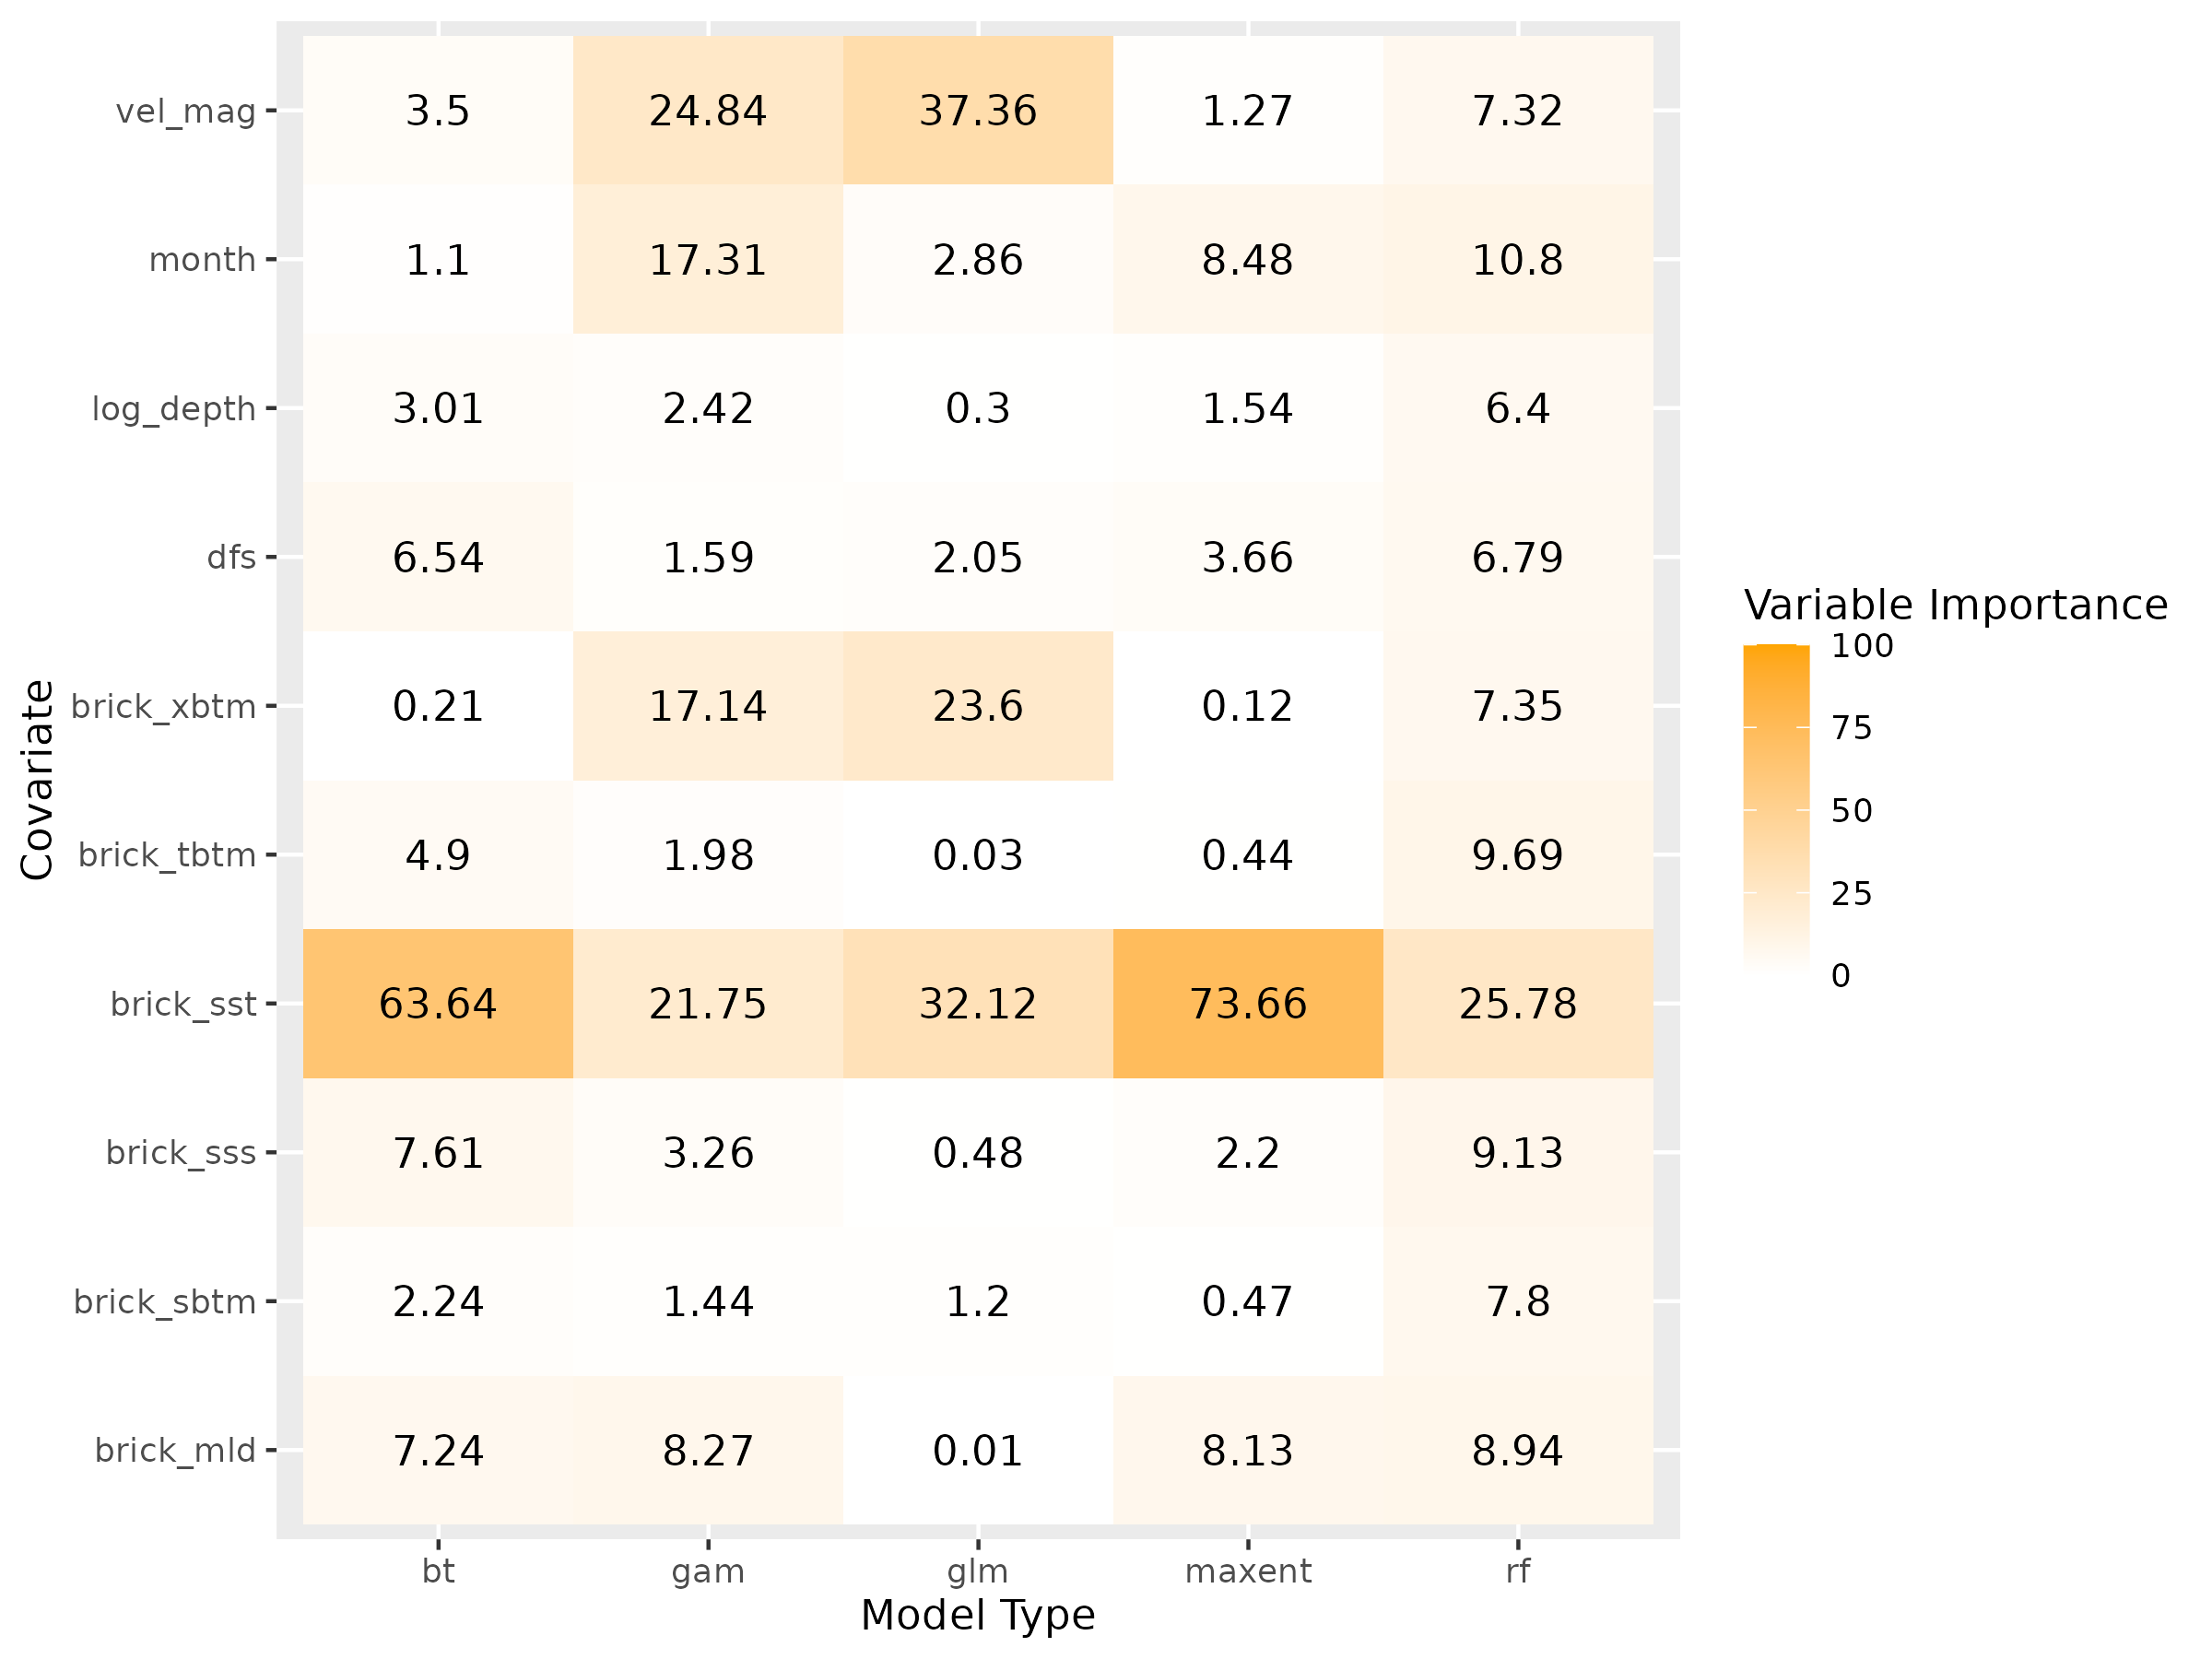 vel_mag 3.5 24.84 37.36 1.27 7.32
month 1.1 17.31 2.86 8.48 10.8
log_depth 3.01 2.42 0.3 1.54 6.4
dfs 6.54 1.59 2.05 3.66 6.79
brick_xbtm 0.21 17.14 23.6 0.12 7.35
brick_tbtm 4.9 1.98 0.03 0.44 9.69
brick_sst 63.64 21.75 32.12 73.66 25.78
brick_sss 7.61 3.26 0.48 2.2 9.13
brick_sbtm 2.24 1.44 1.2 0.47 7.8
brick_mld 7.24 8.27 0.01 8.13 8.94
bt gam glm maxent rf
Model Type
Covariate
Variable Importance
100
75
50
25
0